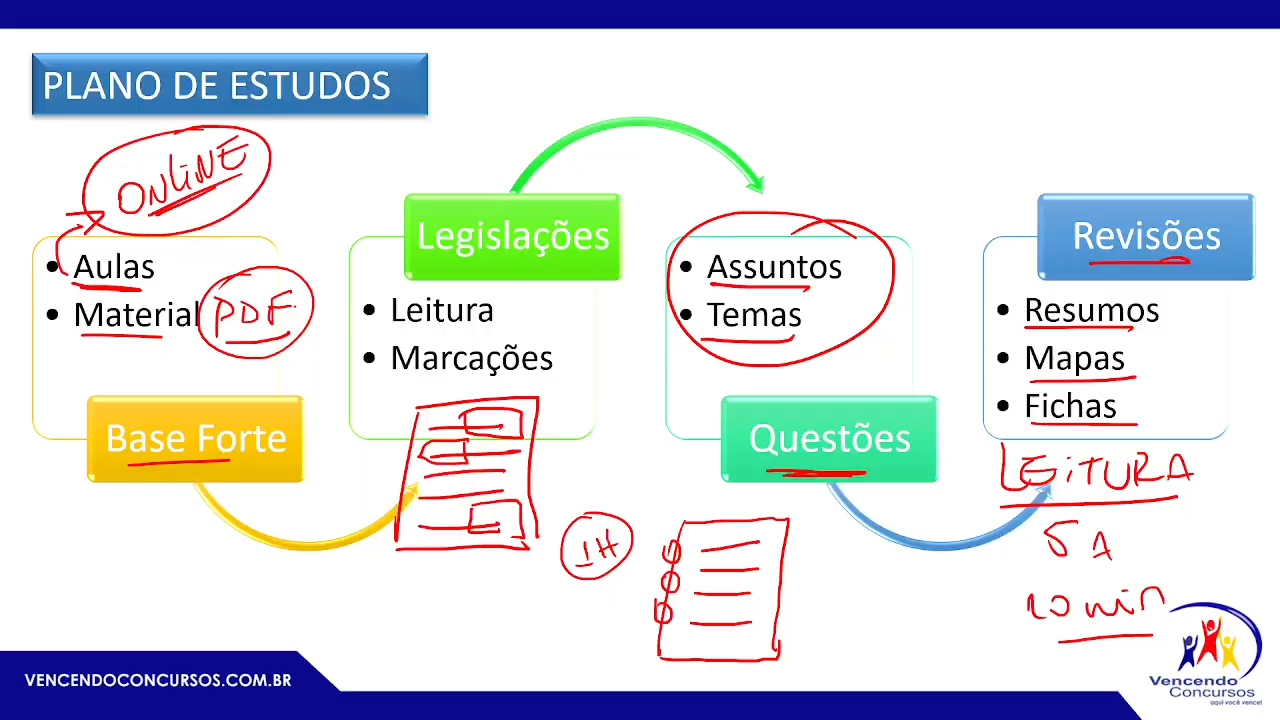 PLANO DE ESTUDOS
ONLINE
• Aulas
• Material PDF
Base Forte
Legislações
• Leitura
• Marcações
1H
• Assuntos
• Temas
Questões
Revisões
• Resumos
• Mapas
• Fichas
LEITURA
5 A
10 min
VENCENDOCONCURSOS.COM.BR
Vencendo
Concursos
aqui você vence!